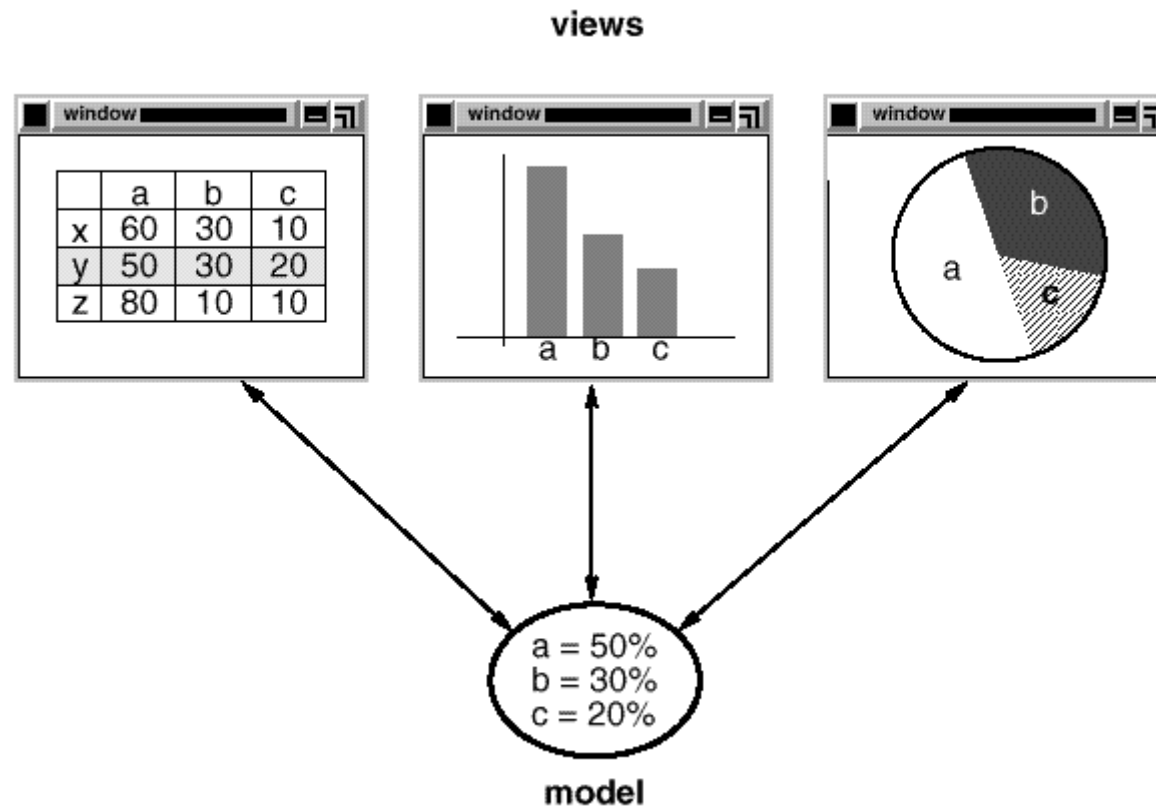 views
window
a b c
x 60 30 10
y 50 30 20
z 80 10 10
window
a b c
window
b
a
c
a = 50%
b = 30%
c = 20%
model